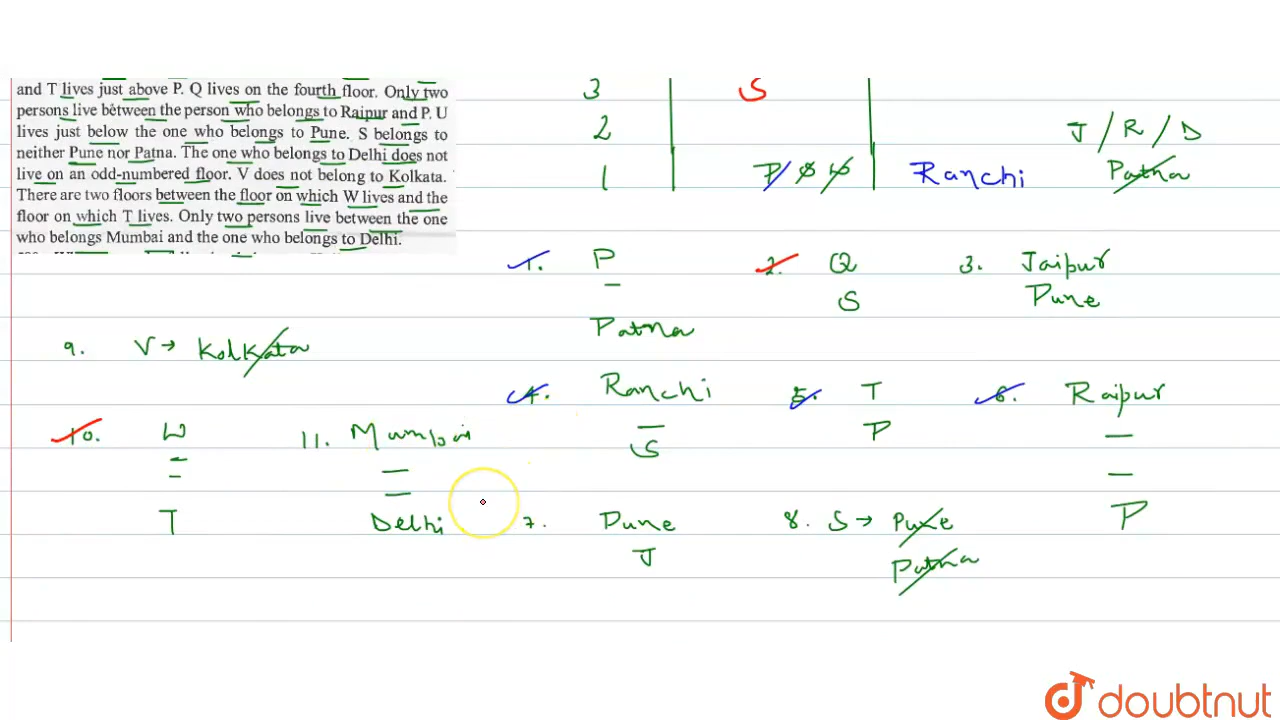 and T lives just above P. Q lives on the fourth floor. Only two
persons live between the person who belongs to Raipur and P. U
lives just below the one who belongs to Pune. S belongs to
neither Pune nor Patna. The one who belongs to Delhi does not
live on an odd-numbered floor. V does not belong to Kolkata.
There are two floors between the floor on which W lives and the
floor on which T lives. Only two persons live between the one
who belongs Mumbai and the one who belongs to Delhi.
3 S
2 J / R / D
1 Ranchi Patna
1. P
Patna
2. Q
S
3. Jaipur
Pune
9. V → Kolkata
4. Ranchi
S
5. T
P
6. Raipur
P
10. W
T
11. Mumbai
Delhi
7. Pune
U
8. S → Pune
Patna
doubtnut